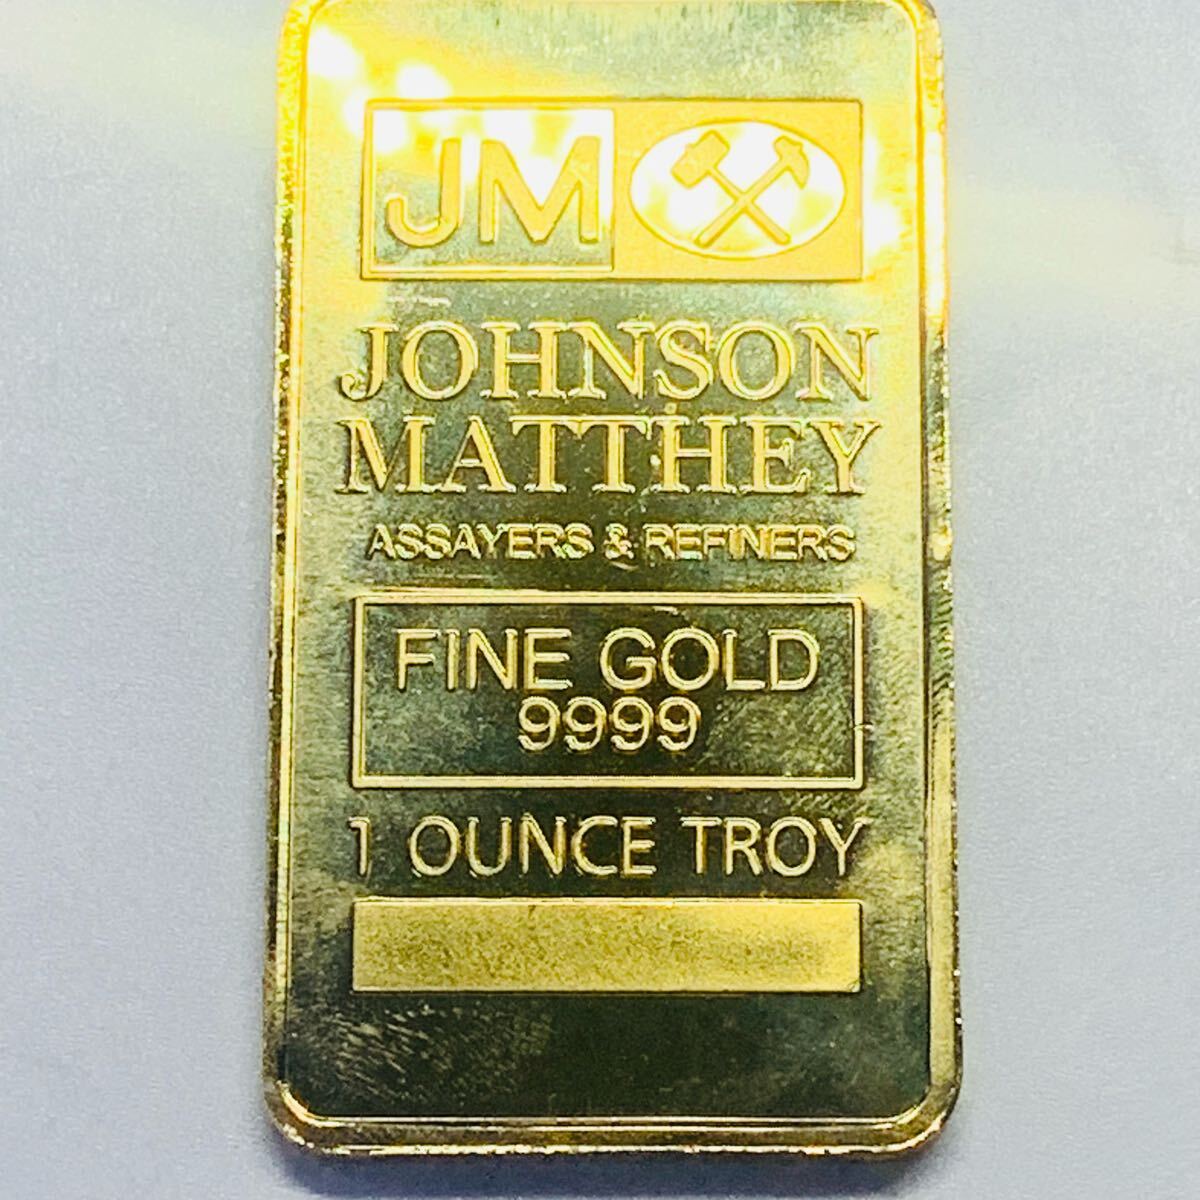 JM
JOHNSON
MATTHEY
ASSAYERS & REFINERS
FINE GOLD
9999
1 OUNCE TROY